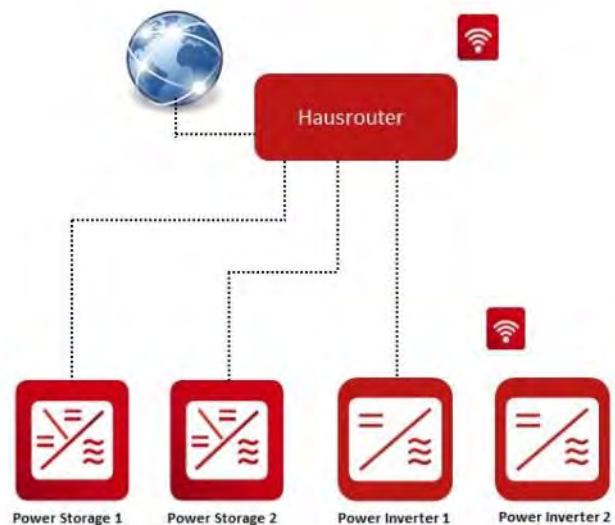 Hausrouter
Power Storage 1
Power Storage 2
Power Inverter 1
Power Inverter 2